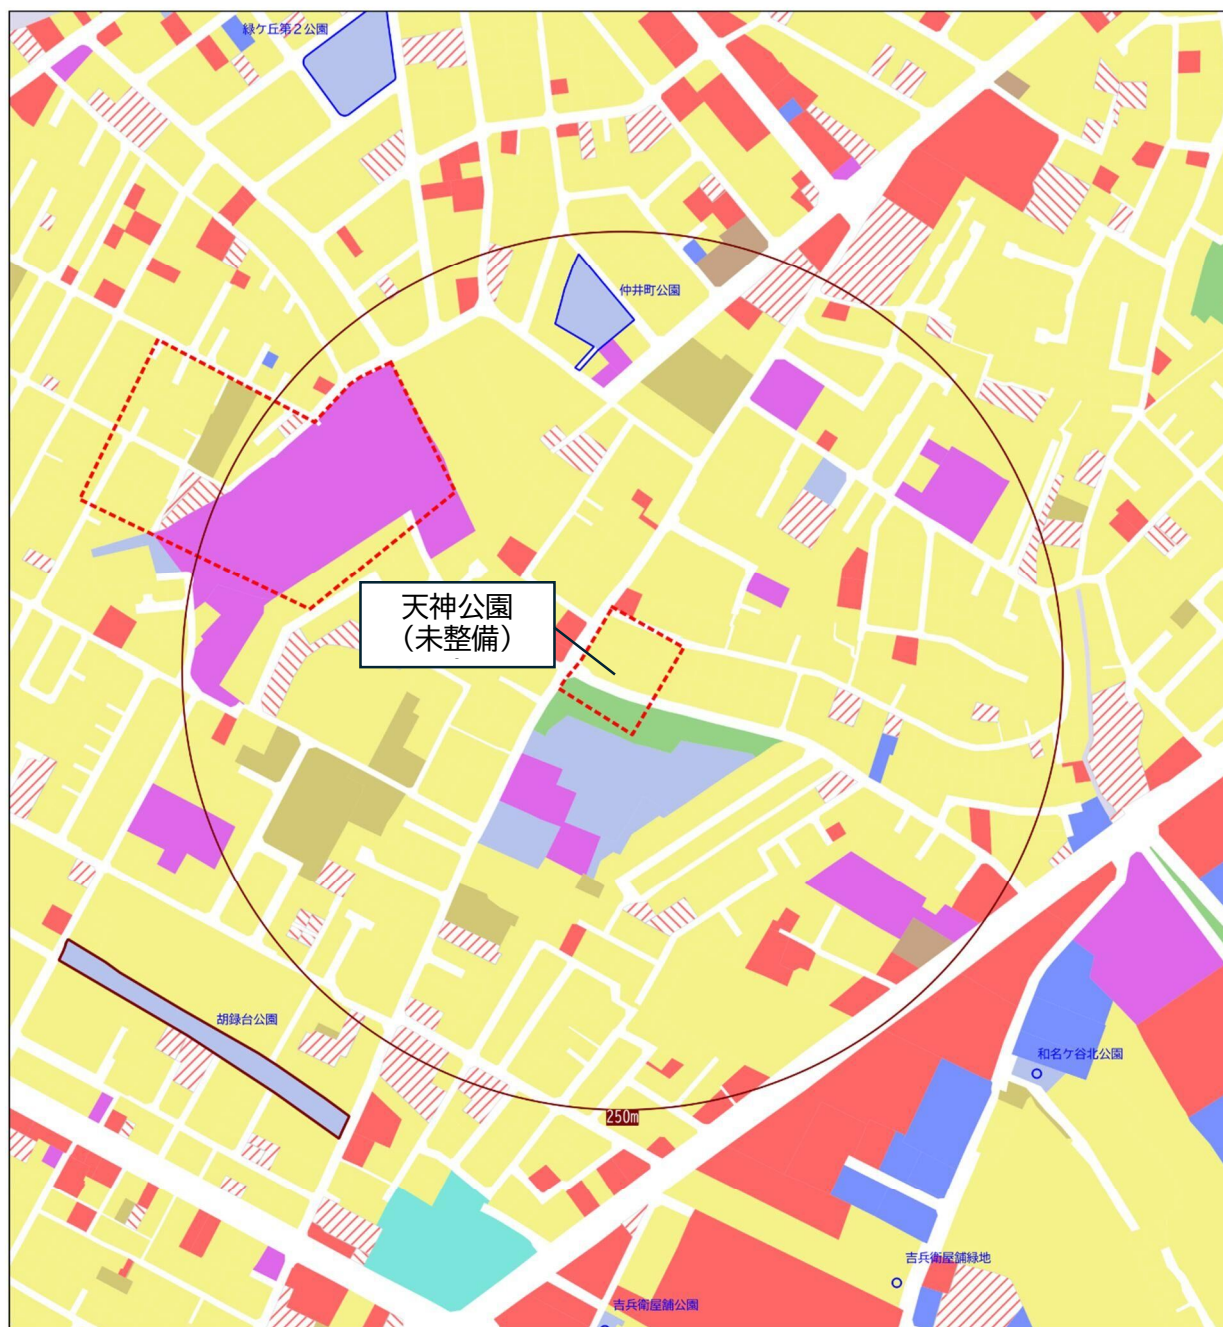 緑ケ丘第2公園
仲井町公園
天神公園
（未整備）
胡録台公園
和名ケ谷北公園
250m
吉兵衛屋舗緑地
吉兵衛屋舗公園